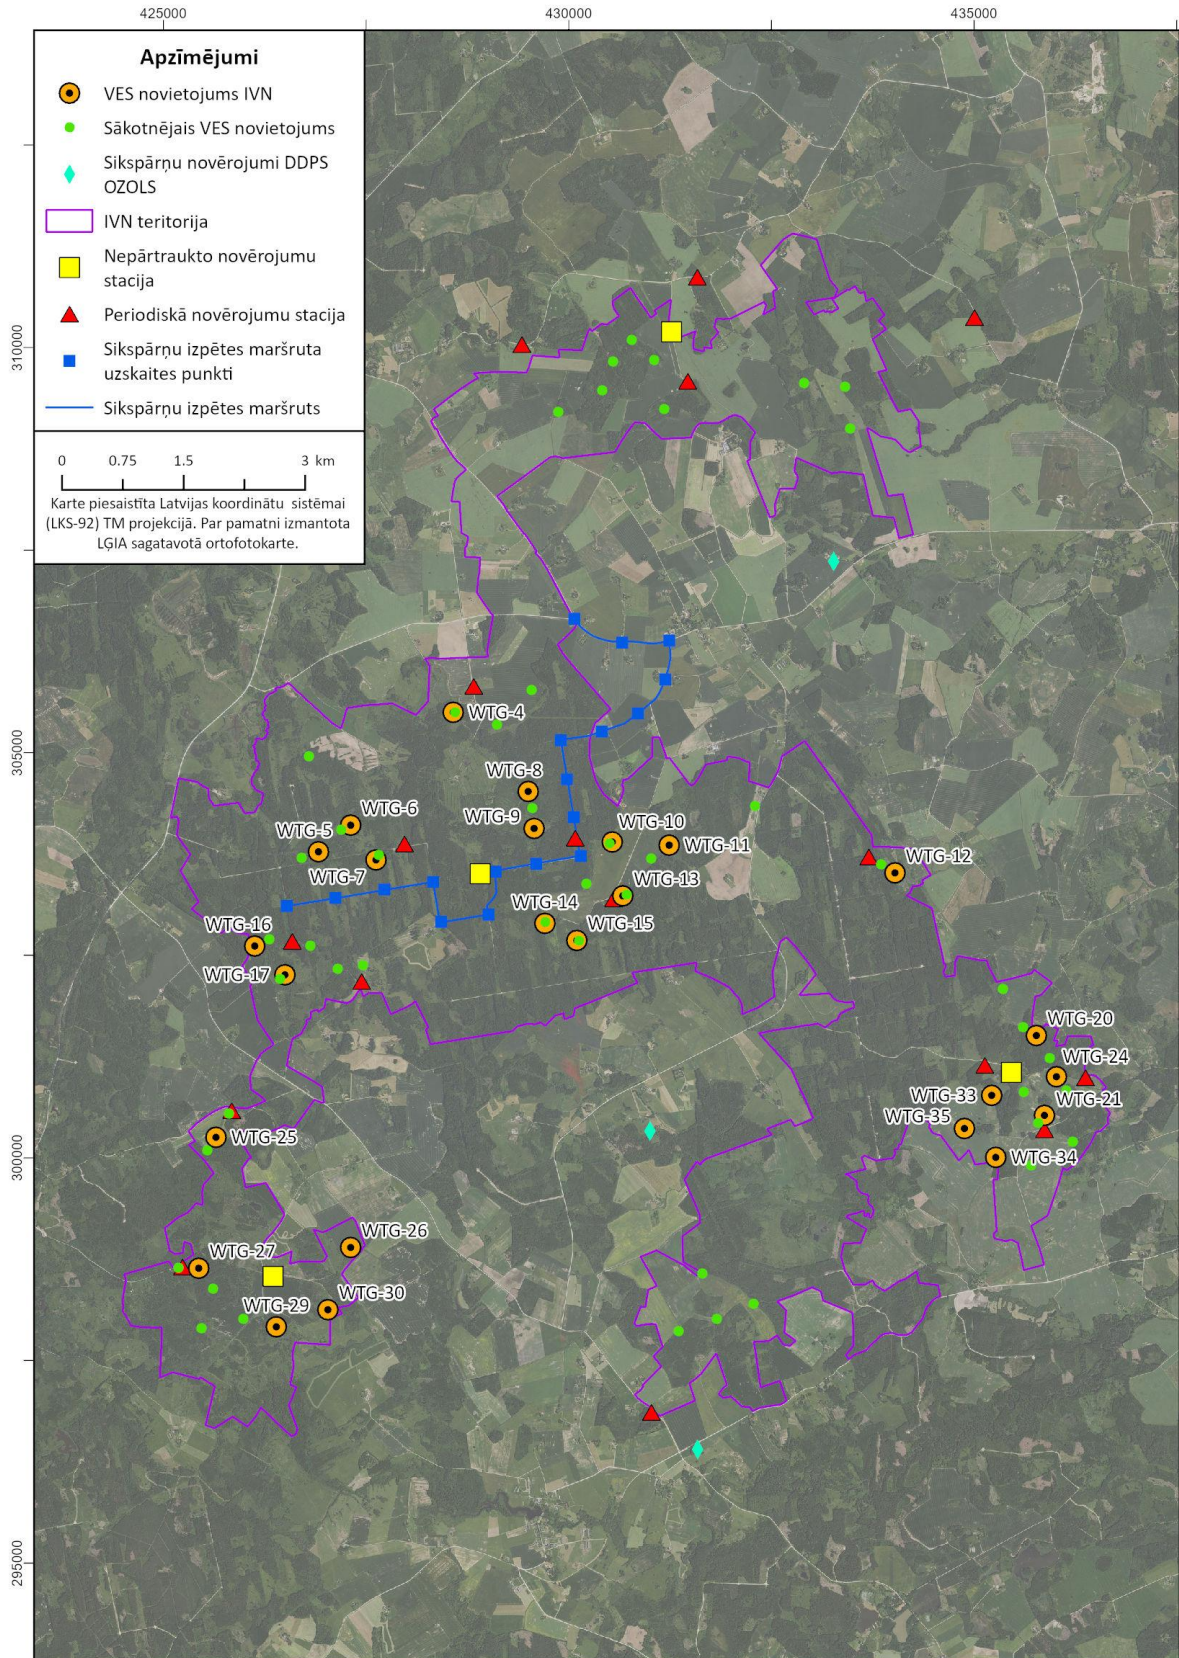 425000
430000
435000
Apzīmējumi
VES novietojums IVN
Sākotnējais VES novietojums
Sikspārņu novērojumi DDPS
OZOLS
IVN teritorija
Nepārtraukto novērojumu
stacija
Periodiskā novērojumu stacija
Sikspārņu izpētes maršruta
uzskaites punkti
Sikspārņu izpētes maršruts
0 0.75 1.5 3 km
Karte piesaistīta Latvijas koordinātu sistēmai
(LKS-92) TM projekcijā. Par pamatni izmantota
LĢIA sagatavotā ortofotokarte.
310000
305000
300000
295000
WTG-4
WTG-8
WTG-9
WTG-6
WTG-5
WTG-7
WTG-10
WTG-11
WTG-12
WTG-13
WTG-14
WTG-15
WTG-16
WTG-17
WTG-20
WTG-24
WTG-33
WTG-21
WTG-35
WTG-34
WTG-25
WTG-26
WTG-27
WTG-30
WTG-29